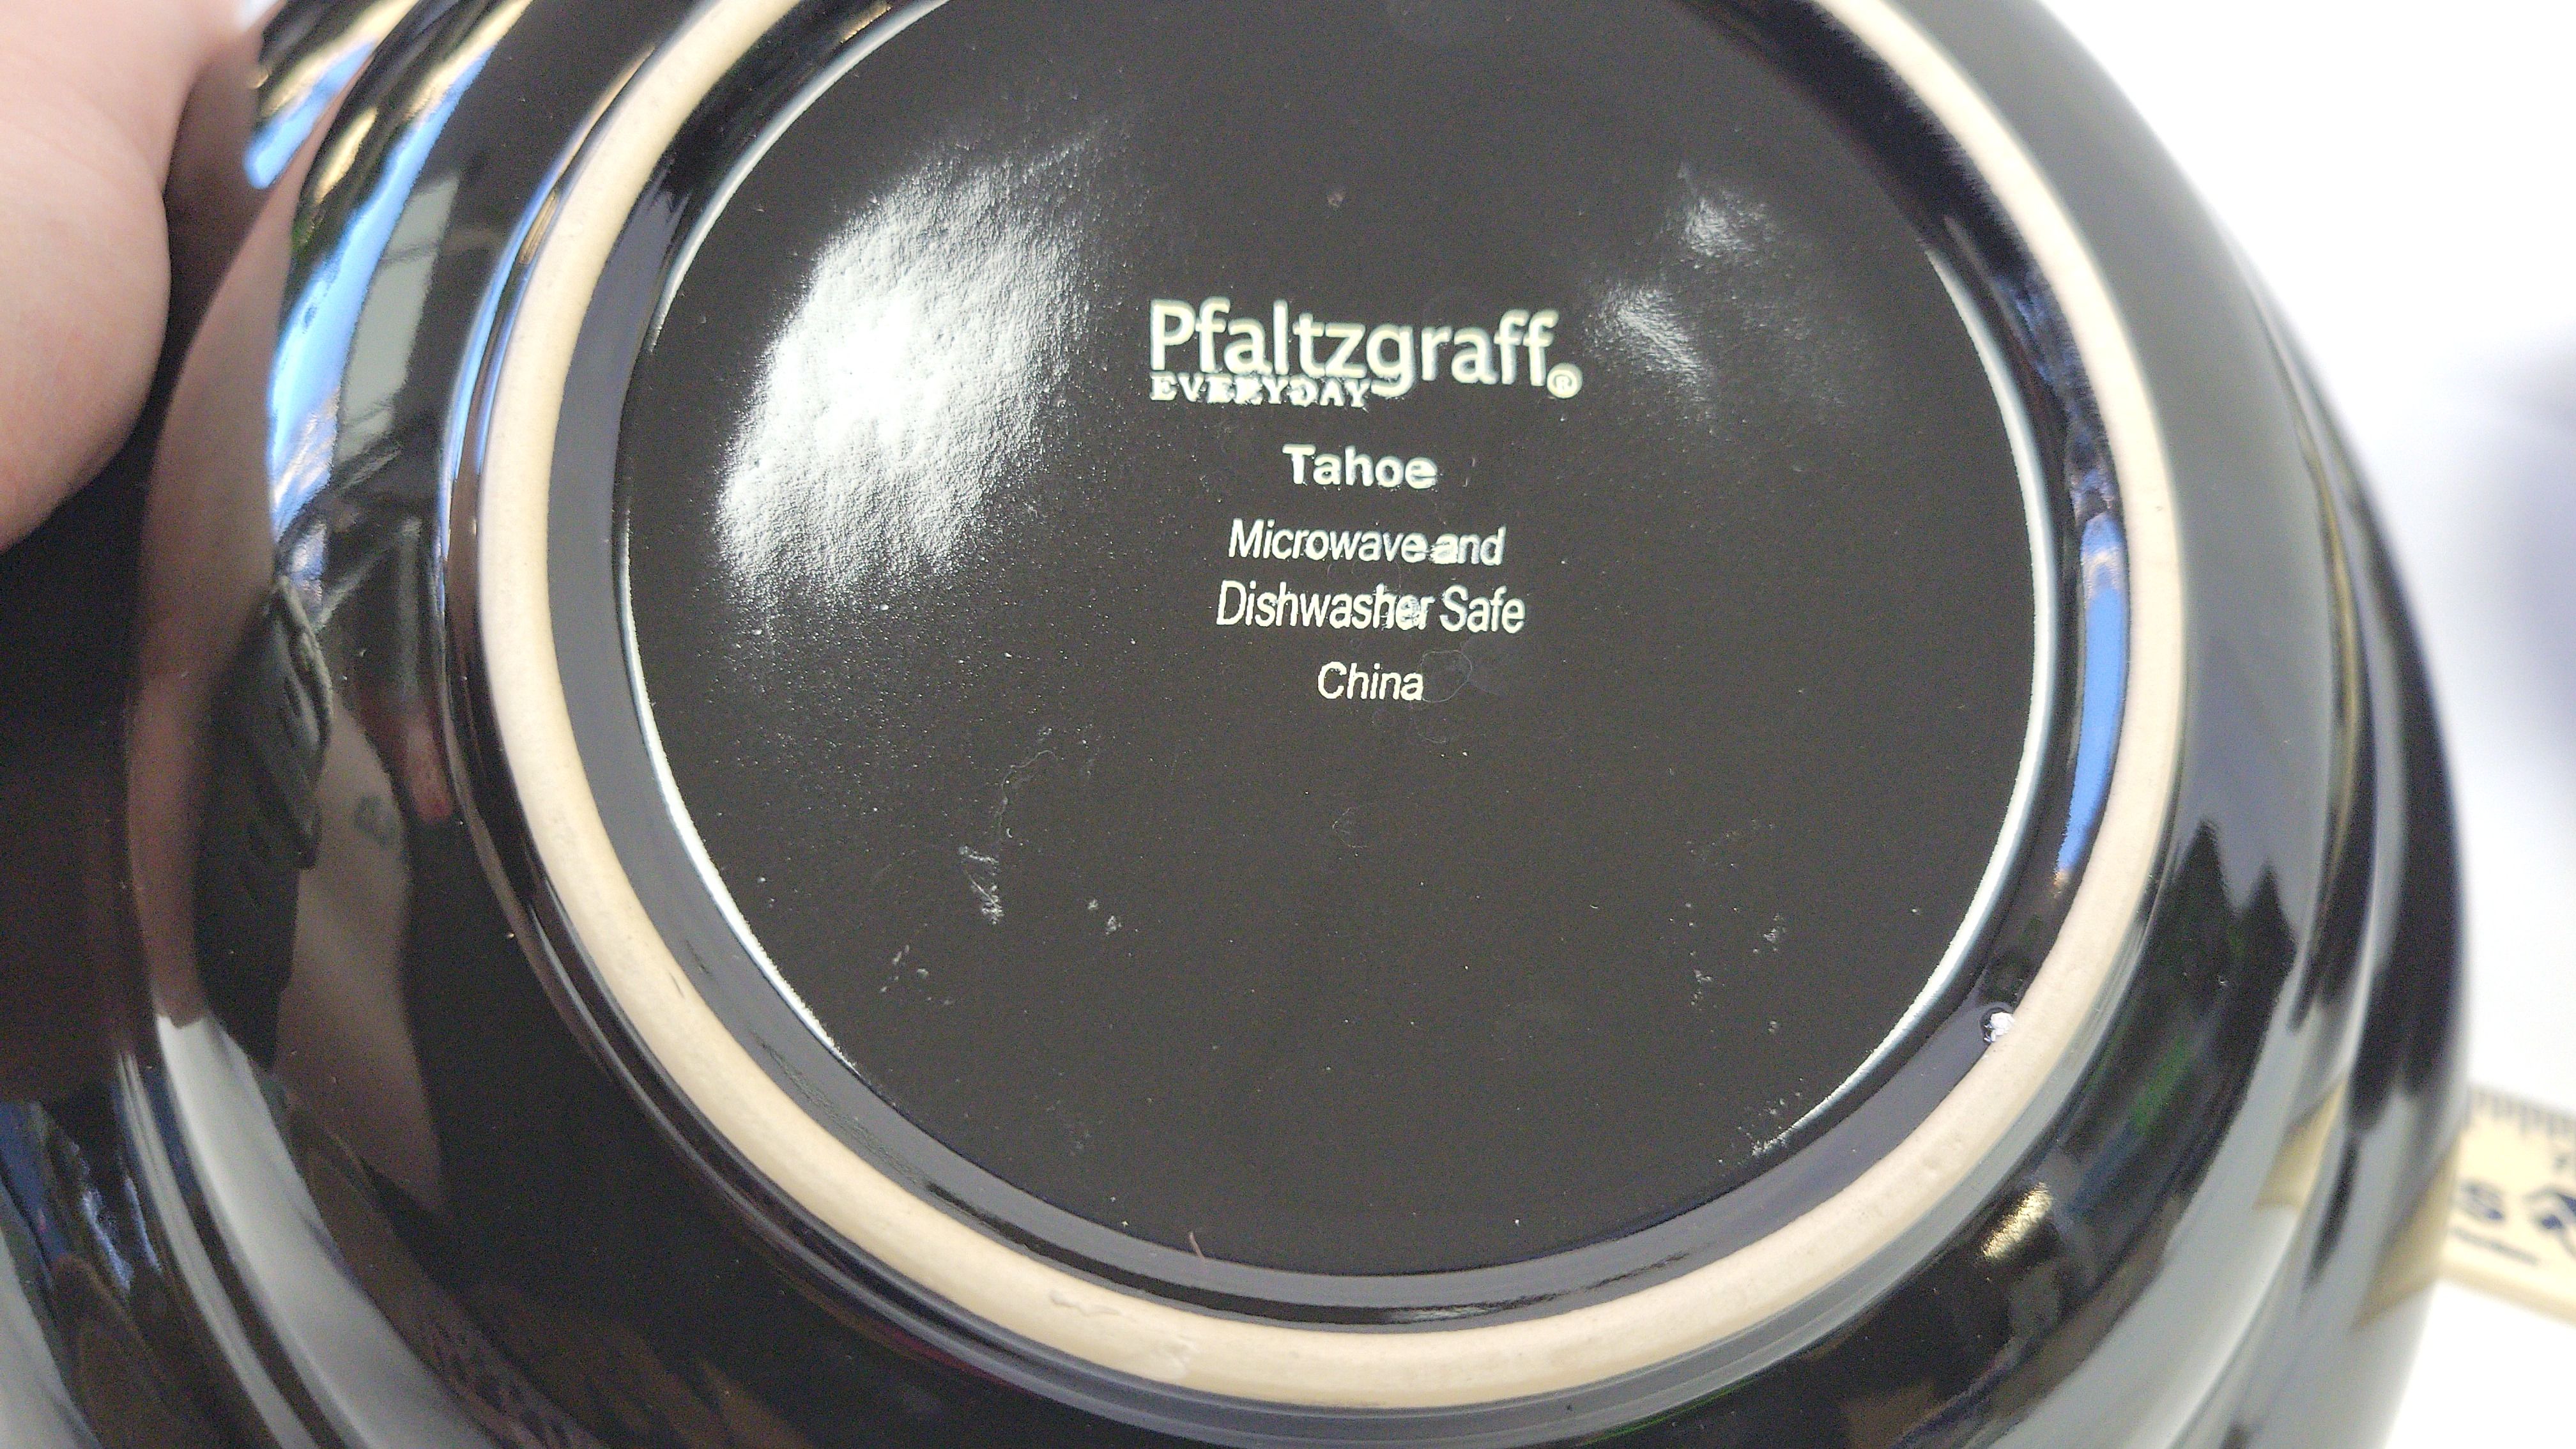 Pfaltzgraff®
EVERYDAY
Tahoe
Microwave and
Dishwasher Safe
China